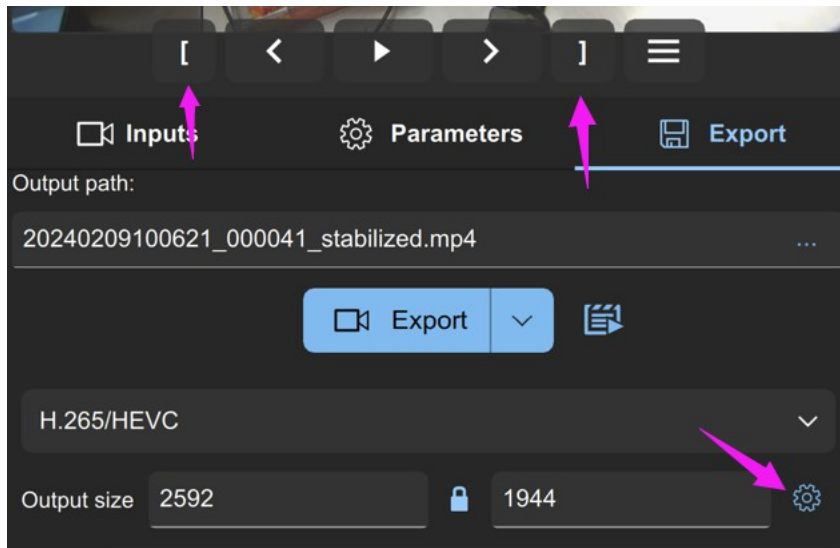 [ ]
Inputs Parameters Export
Output path:
20240209100621_000041_stabilized.mp4 ...
Export
H.265/HEVC
Output size 2592 1944